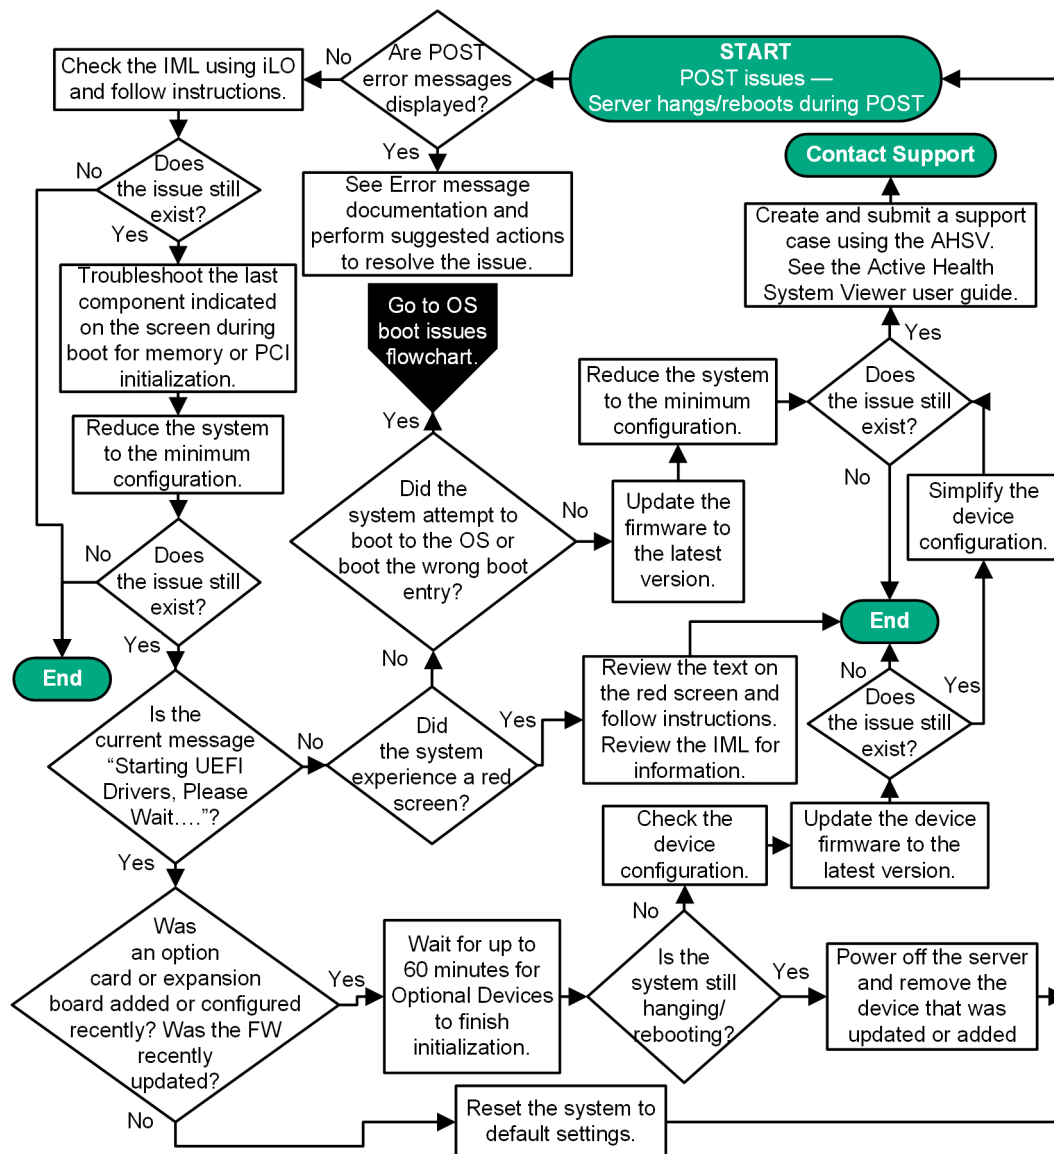 START
POST issues —
Server hangs/reboots during POST
Are POST
error messages
displayed?
No
Yes
Check the IML using iLO
and follow instructions.
See Error message
documentation and
perform suggested actions
to resolve the issue.
Does
the issue still
exist?
No
Yes
Troubleshoot the last
component indicated
on the screen during
boot for memory or PCI
initialization.
Reduce the system
to the minimum
configuration.
Does
the issue still
exist?
No
Yes
End
Is the
current message
“Starting UEFI
Drivers, Please
Wait….”?
No
Yes
Did
the system
experience a red
screen?
No
Yes
Review the text on
the red screen and
follow instructions.
Review the IML for
information.
Did the
system attempt to
boot to the OS or
boot the wrong boot
entry?
Yes
No
Go to OS
boot issues
flowchart.
Update the
firmware to
the latest
version.
Reduce the system
to the minimum
configuration.
Does
the issue still
exist?
Yes
No
Create and submit a support
case using the AHSV.
See the Active Health
System Viewer user guide.
Contact Support
Simplify the
device
configuration.
End
Does
the issue still
exist?
No
Yes
Check the
device
configuration.
Update the device
firmware to the
latest version.
Was
an option
card or expansion
board added or configured
recently? Was the FW
recently
updated?
Yes
No
Wait for up to
60 minutes for
Optional Devices
to finish
initialization.
Is the
system still
hanging/
rebooting?
No
Yes
Power off the server
and remove the
device that was
updated or added
Reset the system to
default settings.